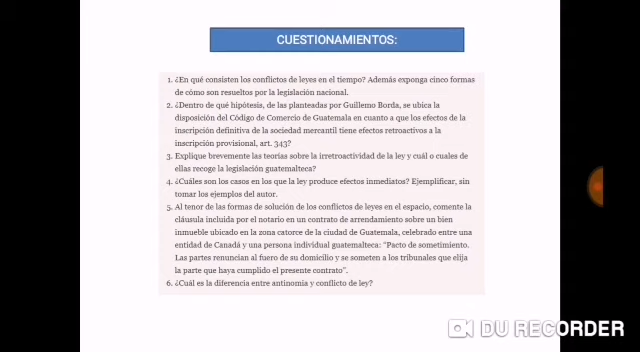 CUESTIONAMIENTOS:
1. ¿En qué consisten los conflictos de leyes en el tiempo? Además exponga cinco formas
de cómo son resueltos por la legislación nacional.
2. ¿Dentro de qué hipótesis, de las planteadas por Guillemo Borda, se ubica la
disposición del Código de Comercio de Guatemala en cuanto a que los efectos de la
inscripción definitiva de la sociedad mercantil tiene efectos retroactivos a la
inscripción provisional, art. 343?
3. Explique brevemente las teorías sobre la irretroactividad de la ley y cuál o cuales de
ellas recoge la legislación guatemalteca?
4. ¿Cuáles son los casos en los que la ley produce efectos inmediatos? Ejemplificar, sin
tomar los ejemplos del autor.
5. Al tenor de las formas de solución de los conflictos de leyes en el espacio, comente la
cláusula incluida por el notario en un contrato de arrendamiento sobre un bien
inmueble ubicado en la zona catorce de la ciudad de Guatemala, celebrado entre una
entidad de Canadá y una persona individual guatemalteca: "Pacto de sometimiento.
Las partes renuncian al fuero de su domicilio y se someten a los tribunales que elija
la parte que haya cumplido el presente contrato".
6. ¿Cuál es la diferencia entre antinomia y conflicto de ley?
DU RECORDER